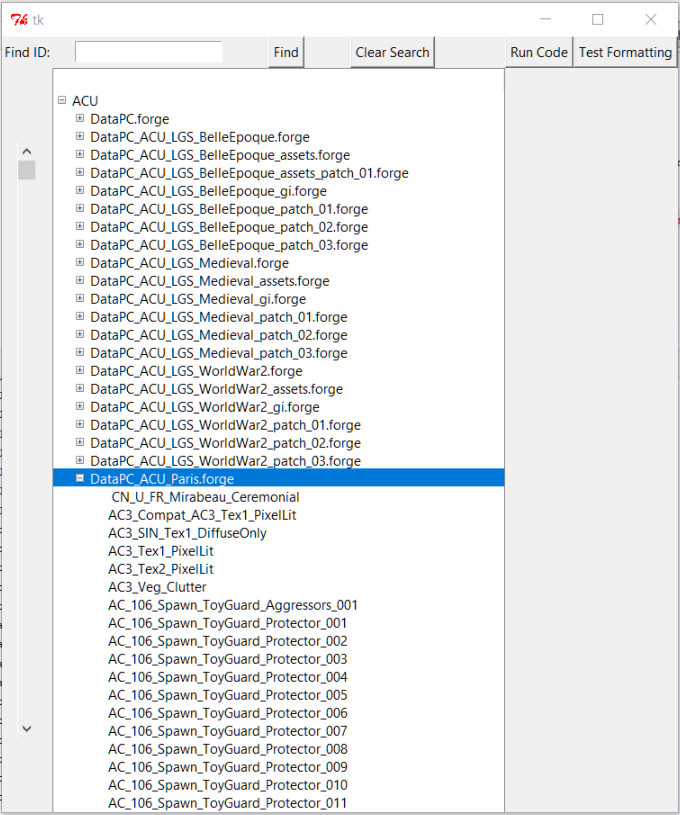 tk
Find ID: Find Clear Search Run Code Test Formatting
ACU
DataPC.forge
DataPC_ACU_LGS_BelleEpoque.forge
DataPC_ACU_LGS_BelleEpoque_assets.forge
DataPC_ACU_LGS_BelleEpoque_assets_patch_01.forge
DataPC_ACU_LGS_BelleEpoque_gi.forge
DataPC_ACU_LGS_BelleEpoque_patch_01.forge
DataPC_ACU_LGS_BelleEpoque_patch_02.forge
DataPC_ACU_LGS_BelleEpoque_patch_03.forge
DataPC_ACU_LGS_Medieval.forge
DataPC_ACU_LGS_Medieval_assets.forge
DataPC_ACU_LGS_Medieval_gi.forge
DataPC_ACU_LGS_Medieval_patch_01.forge
DataPC_ACU_LGS_Medieval_patch_02.forge
DataPC_ACU_LGS_Medieval_patch_03.forge
DataPC_ACU_LGS_WorldWar2.forge
DataPC_ACU_LGS_WorldWar2_assets.forge
DataPC_ACU_LGS_WorldWar2_gi.forge
DataPC_ACU_LGS_WorldWar2_patch_01.forge
DataPC_ACU_LGS_WorldWar2_patch_02.forge
DataPC_ACU_LGS_WorldWar2_patch_03.forge
DataPC_ACU_Paris.forge
CN_U_FR_Mirabeau_Ceremonial
AC3_Compat_AC3_Tex1_PixelLit
AC3_SIN_Tex1_DiffuseOnly
AC3_Tex1_PixelLit
AC3_Tex2_PixelLit
AC3_Veg_Clutter
AC_106_Spawn_ToyGuard_Aggressors_001
AC_106_Spawn_ToyGuard_Protector_001
AC_106_Spawn_ToyGuard_Protector_002
AC_106_Spawn_ToyGuard_Protector_003
AC_106_Spawn_ToyGuard_Protector_004
AC_106_Spawn_ToyGuard_Protector_005
AC_106_Spawn_ToyGuard_Protector_006
AC_106_Spawn_ToyGuard_Protector_007
AC_106_Spawn_ToyGuard_Protector_008
AC_106_Spawn_ToyGuard_Protector_009
AC_106_Spawn_ToyGuard_Protector_010
AC_106_Spawn_ToyGuard_Protector_011